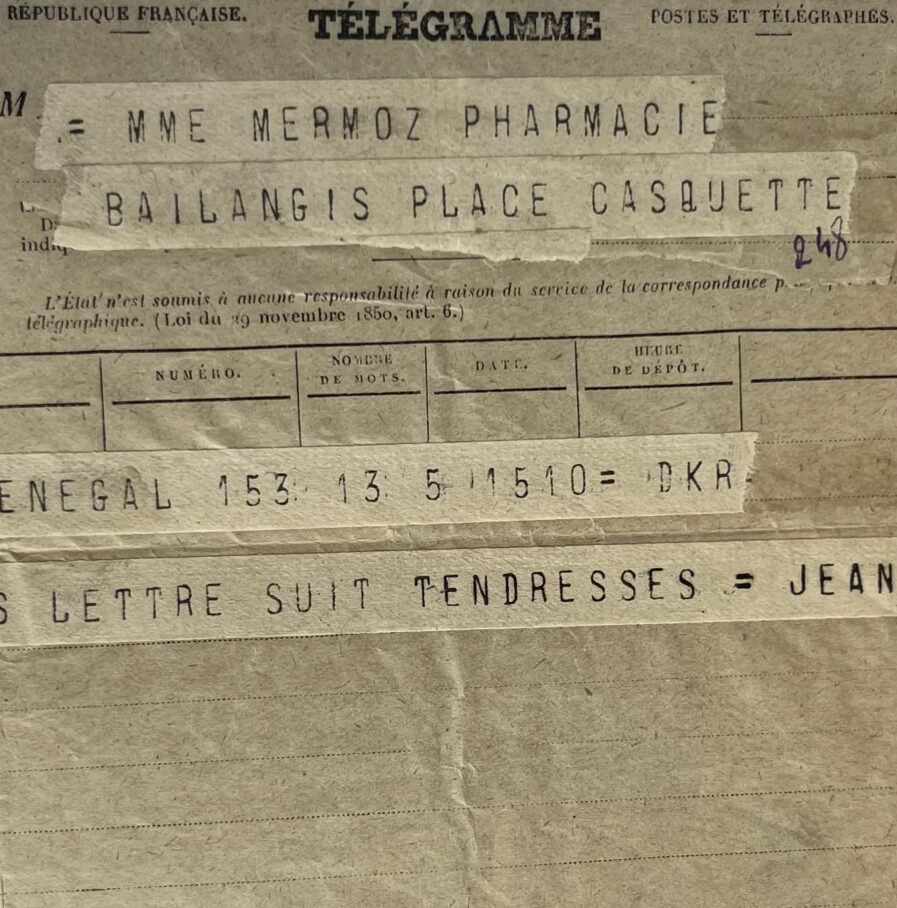 RÉPUBLIQUE FRANÇAISE.
TÉLÉGRAMME
POSTES ET TÉLÉGRAPHES.
M
= MME MERMOZ PHARMACIE
BAILANGIS PLACE CASQUETTE
248
indiq
L'État n'est soumis à aucune responsabilité à raison du service de la correspondance p
télégraphique. (Loi du 29 novembre 1850, art. 6.)
NUMÉRO.
NOMBRE
DE MOTS.
DATE.
HEURE
DE DÉPÔT.
ENEGAL 153 13 5 1510= DKR
S LETTRE SUIT TENDRESSES = JEAN